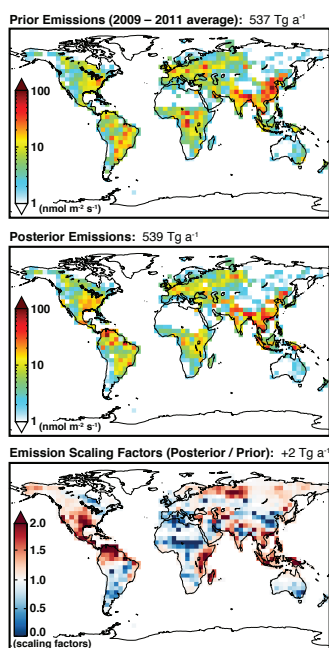 Prior Emissions (2009 – 2011 average): 537 Tg a-1
100
10
1
(nmol m-2 s-1)
Posterior Emissions: 539 Tg a-1
100
10
1
(nmol m-2 s-1)
Emission Scaling Factors (Posterior / Prior): +2 Tg a-1
2.0
1.5
1.0
0.5
0.0
(scaling factors)